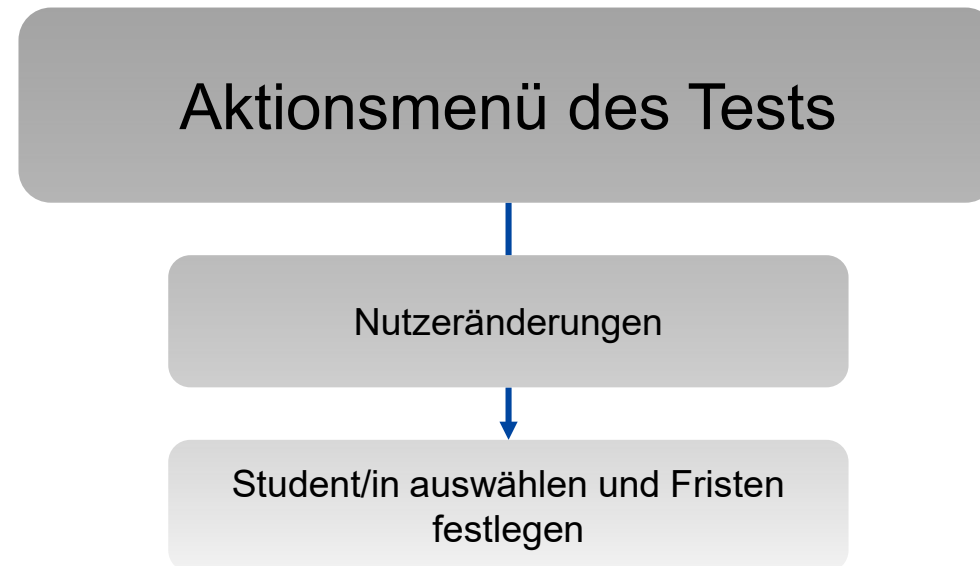 Aktionsmenü des Tests
Nutzeränderungen
Student/in auswählen und Fristen
festlegen